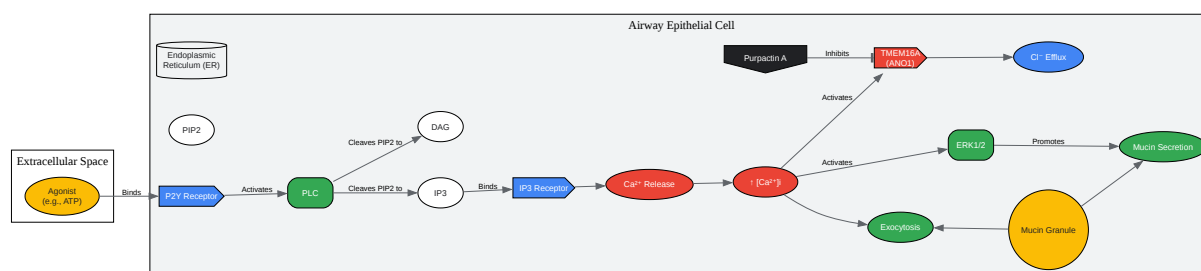 Airway Epithelial Cell
Endoplasmic
Reticulum (ER)
Purpactin A
Inhibits
TMEM16A
(ANO1)
Cl⁻ Efflux
Activates
PIP2
DAG
Cleaves PIP2 to
ERK1/2
Promotes
Mucin Secretion
Activates
Extracellular Space
Agonist
(e.g., ATP)
Binds
P2Y Receptor
Activates
PLC
Cleaves PIP2 to
IP3
Binds
IP3 Receptor
Ca²⁺ Release
↑ [Ca²⁺]i
Exocytosis
Mucin Granule